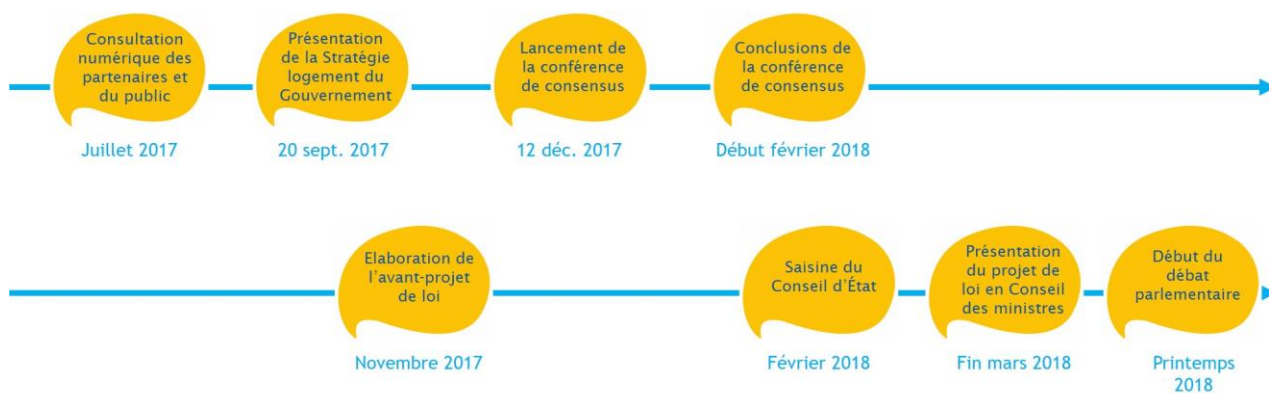 Consultation
numérique des
partenaires et
du public
Présentation
de la Stratégie
logement du
Gouvernement
Lancement de
la conférence
de consensus
Conclusions de
la conférence
de consensus
Juillet 2017
20 sept. 2017
12 déc. 2017
Début février 2018
Elaboration de
l'avant-projet
de loi
Saisine du
Conseil d'État
Présentation
du projet de
loi en Conseil
des ministres
Début du
débat
parlementaire
Novembre 2017
Février 2018
Fin mars 2018
Printemps
2018